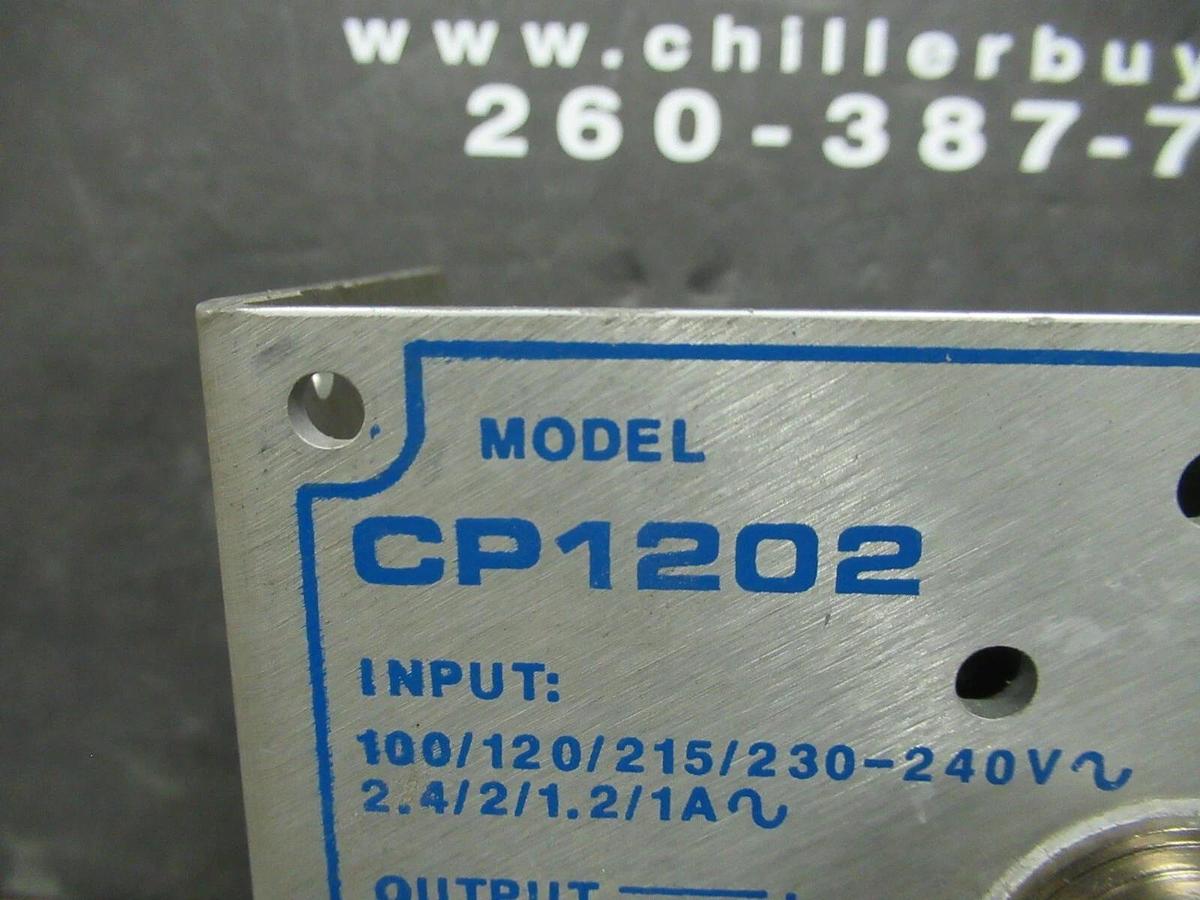 www.chillerbuy
260-387-7
MODEL
CP1202
INPUT:
100/120/215/230-240V∿
2.4/2/1.2/1A∿
OUTPUT